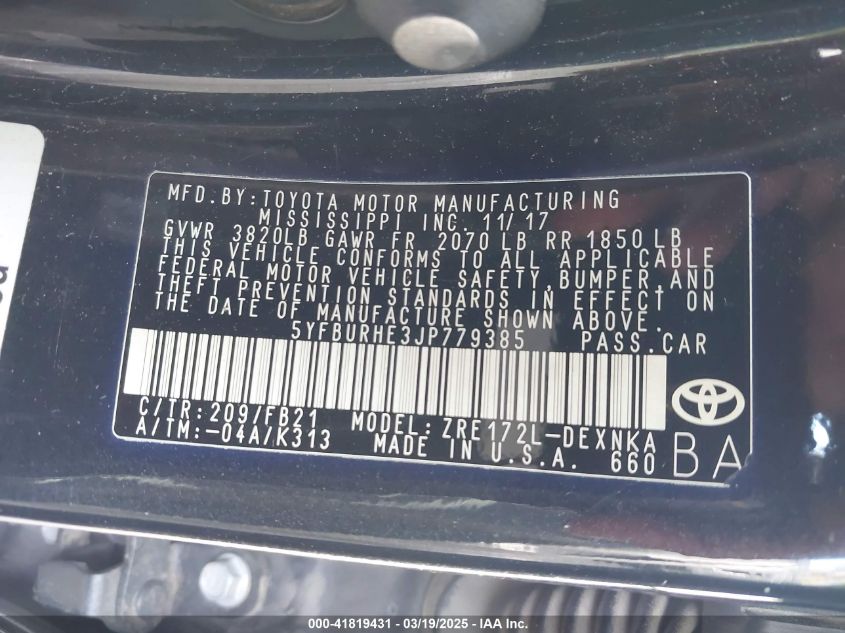 MFD.BY:TOYOTA MOTOR MANUFACTURING
MISSISSIPPI INC. 11/17
GVWR 3820LB GAWR FR 2070 LB RR 1850 LB
THIS VEHICLE CONFORMS TO ALL APPLICABLE
FEDERAL MOTOR VEHICLE SAFETY,BUMPER,AND
THEFT PREVENTION STANDARDS IN EFFECT ON
THE DATE OF MANUFACTURE SHOWN ABOVE.
5YFBURHE3JP779385 PASS.CAR
C/TR:209/FB21 MODEL:ZRE172L-DEXNKA
A/TM:-04A/K313 MADE IN U.S.A. 660 BA
000-41819431 - 03/19/2025 - © IAA, Inc.